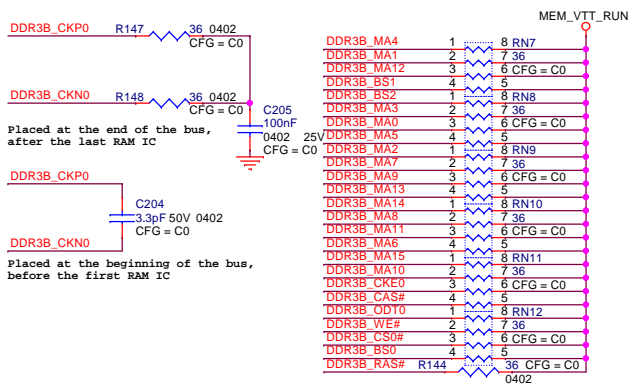 MEM_VTT_RUN
DDR3B_CKP0 R147 36 0402
CFG = C0
DDR3B_CKN0 R148 36 0402
CFG = C0
C205
100nF
0402 25V
CFG = C0
Placed at the end of the bus,
after the last RAM IC
DDR3B_CKP0
C204
3.3pF 50V 0402
CFG = C0
DDR3B_CKN0
Placed at the beginning of the bus,
before the first RAM IC
DDR3B_MA4 1 8 RN7
DDR3B_MA1 2 7 36
DDR3B_MA12 3 6 CFG = C0
DDR3B_BS1 4 5
DDR3B_BS2 1 8 RN8
DDR3B_MA3 2 7 36
DDR3B_MA0 3 6 CFG = C0
DDR3B_MA5 4 5
DDR3B_MA2 1 8 RN9
DDR3B_MA7 2 7 36
DDR3B_MA9 3 6 CFG = C0
DDR3B_MA13 4 5
DDR3B_MA14 1 8 RN10
DDR3B_MA8 2 7 36
DDR3B_MA11 3 6 CFG = C0
DDR3B_MA6 4 5
DDR3B_MA15 1 8 RN11
DDR3B_MA10 2 7 36
DDR3B_CKE0 3 6 CFG = C0
DDR3B_CAS# 4 5
DDR3B_ODT0 1 8 RN12
DDR3B_WE# 2 7 36
DDR3B_CS0# 3 6 CFG = C0
DDR3B_BS0 4 5
DDR3B_RAS# R144 36 CFG = C0
0402